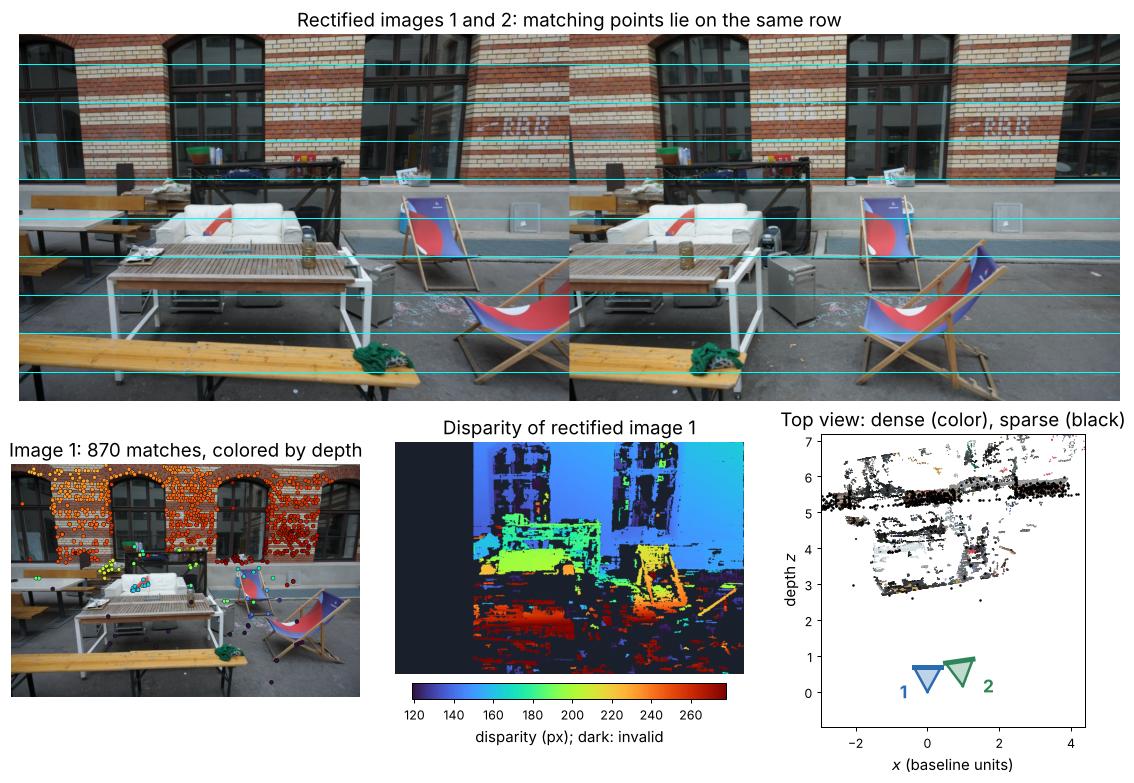 Rectified images 1 and 2: matching points lie on the same row
RRR
RRR
Image 1: 870 matches, colored by depth
Disparity of rectified image 1
120 140 160 180 200 220 240 260
disparity (px); dark: invalid
Top view: dense (color), sparse (black)
7
6
5
4
3
2
1
0
depth z
1
2
−2 0 2 4
x (baseline units)